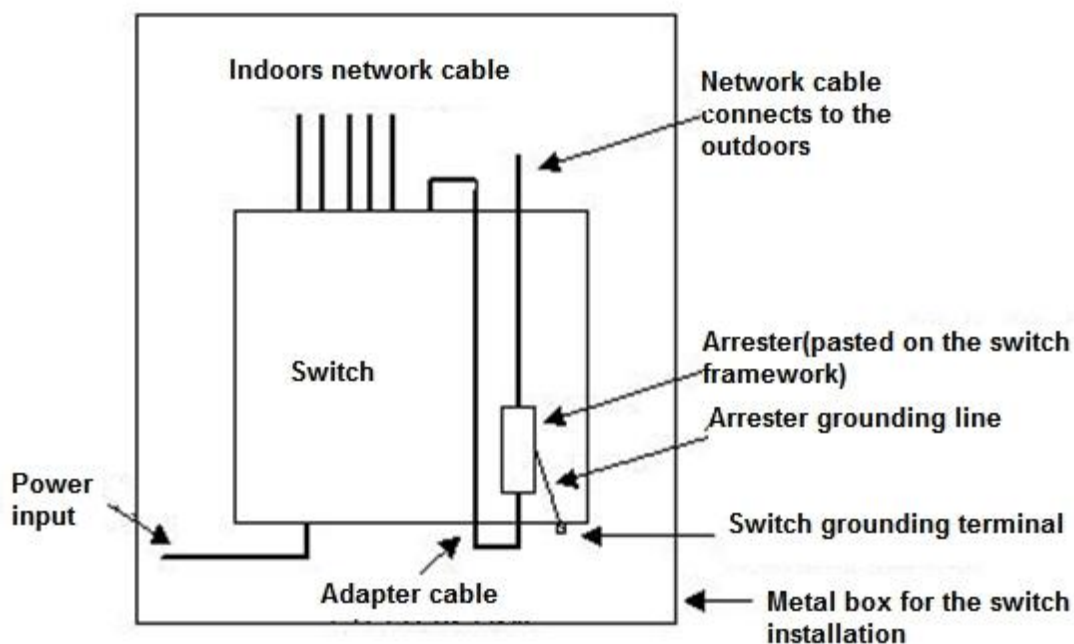 Indoors network cable
Network cable
connects to the
outdoors
Switch
Arrester(pasted on the switch
framework)
Arrester grounding line
Power
input
Switch grounding terminal
Adapter cable
Metal box for the switch
installation